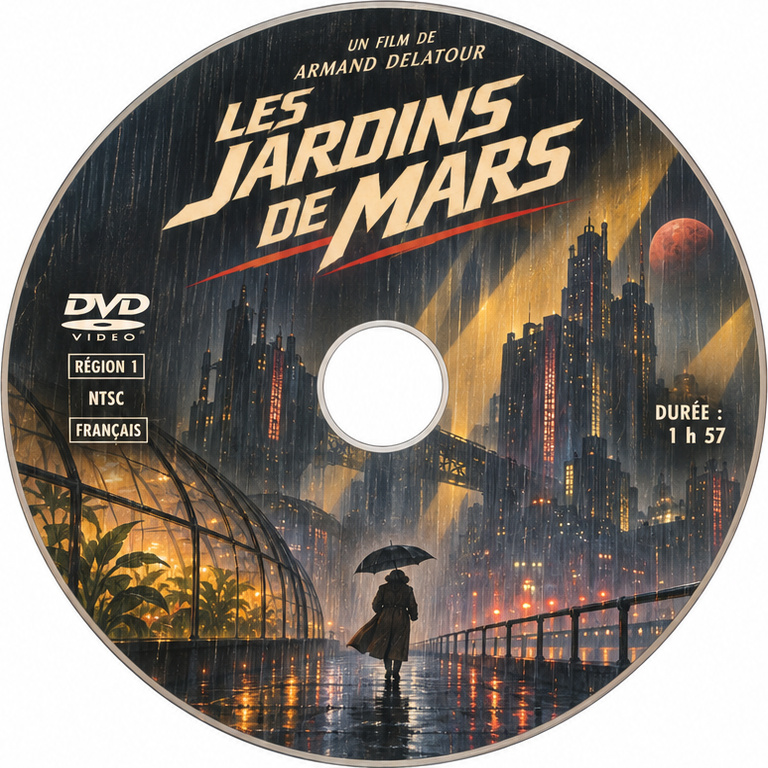 UN FILM DE
ARMAND DELATOUR
LES
JARDINS
DE MARS
DVD
VIDEO
RÉGION 1
NTSC
FRANÇAIS
DURÉE :
1 h 57